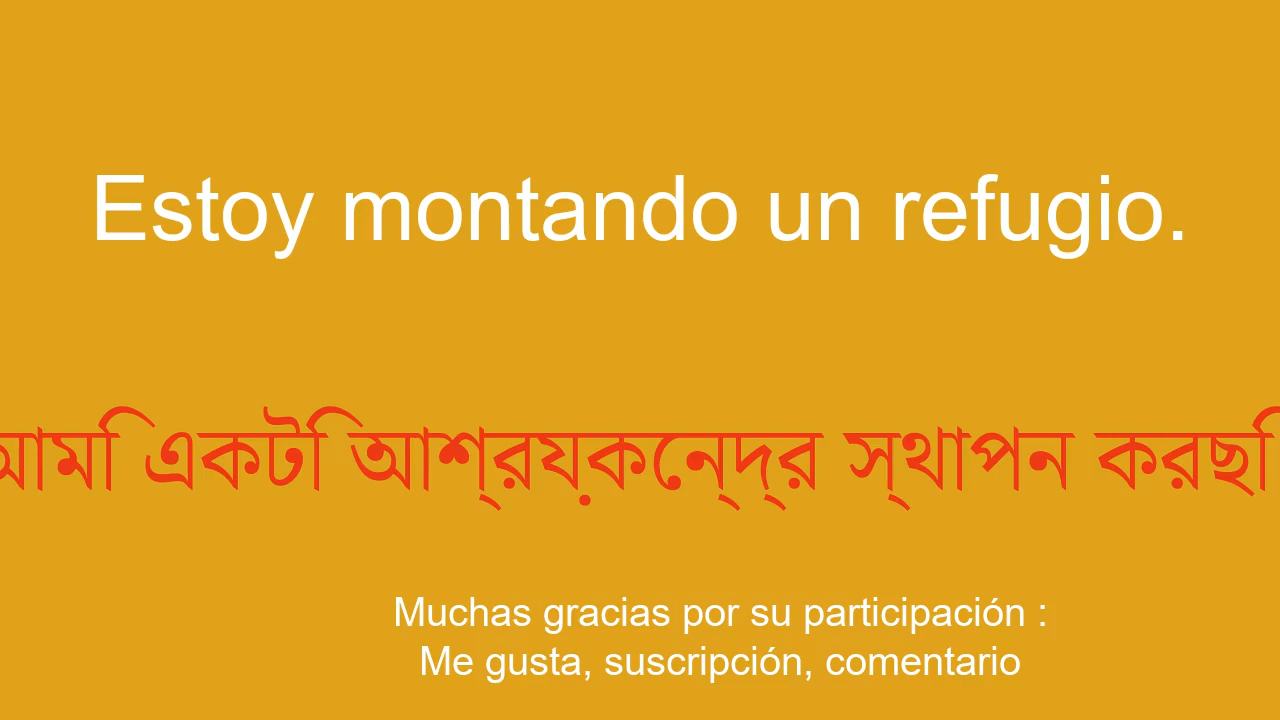 Estoy montando un refugio.
আমি একটি আশ্রয়কেন্দ্র স্থাপন করছি
Muchas gracias por su participación :
Me gusta, suscripción, comentario